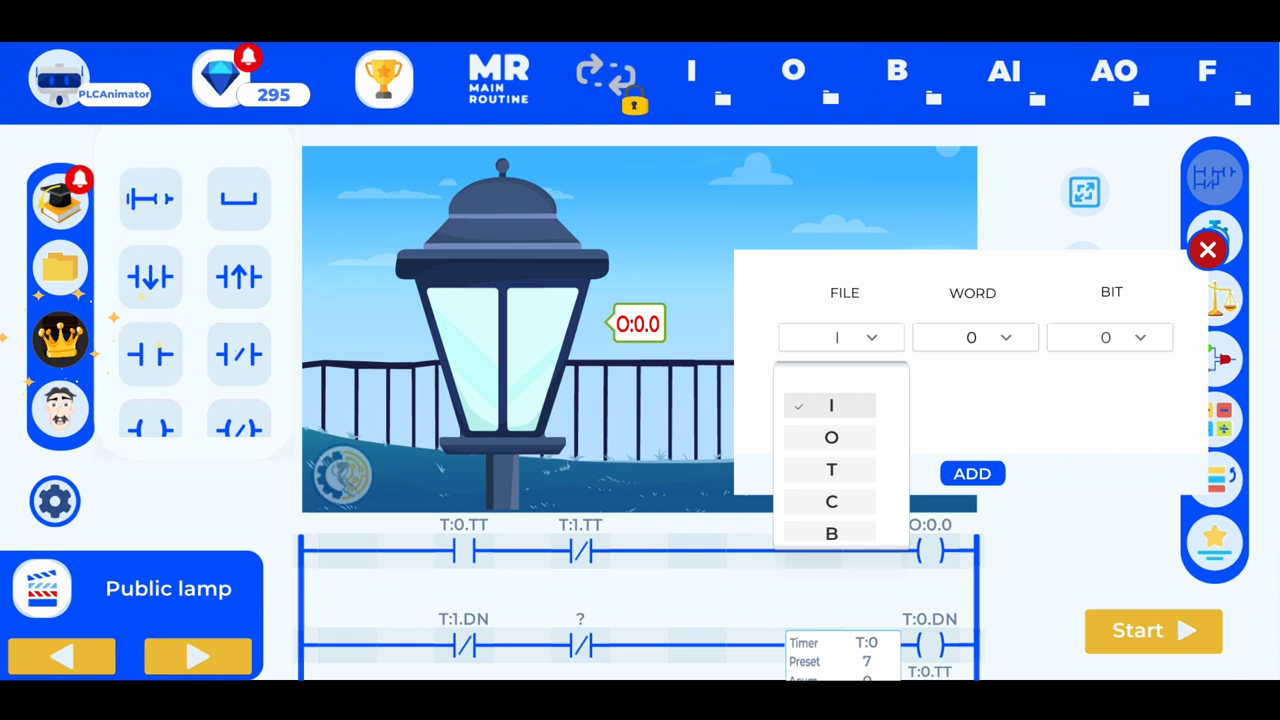 PLCAnimator
295
MR
MAIN
ROUTINE
I
O
B
AI
AO
F
O:0.0
FILE
WORD
BIT
I
0
0
I
O
T
C
B
ADD
T:0.TT
T:1.TT
O:0.0
Public lamp
T:1.DN
?
T:0.DN
Timer
T:0
Preset
7
T:0.TT
Start